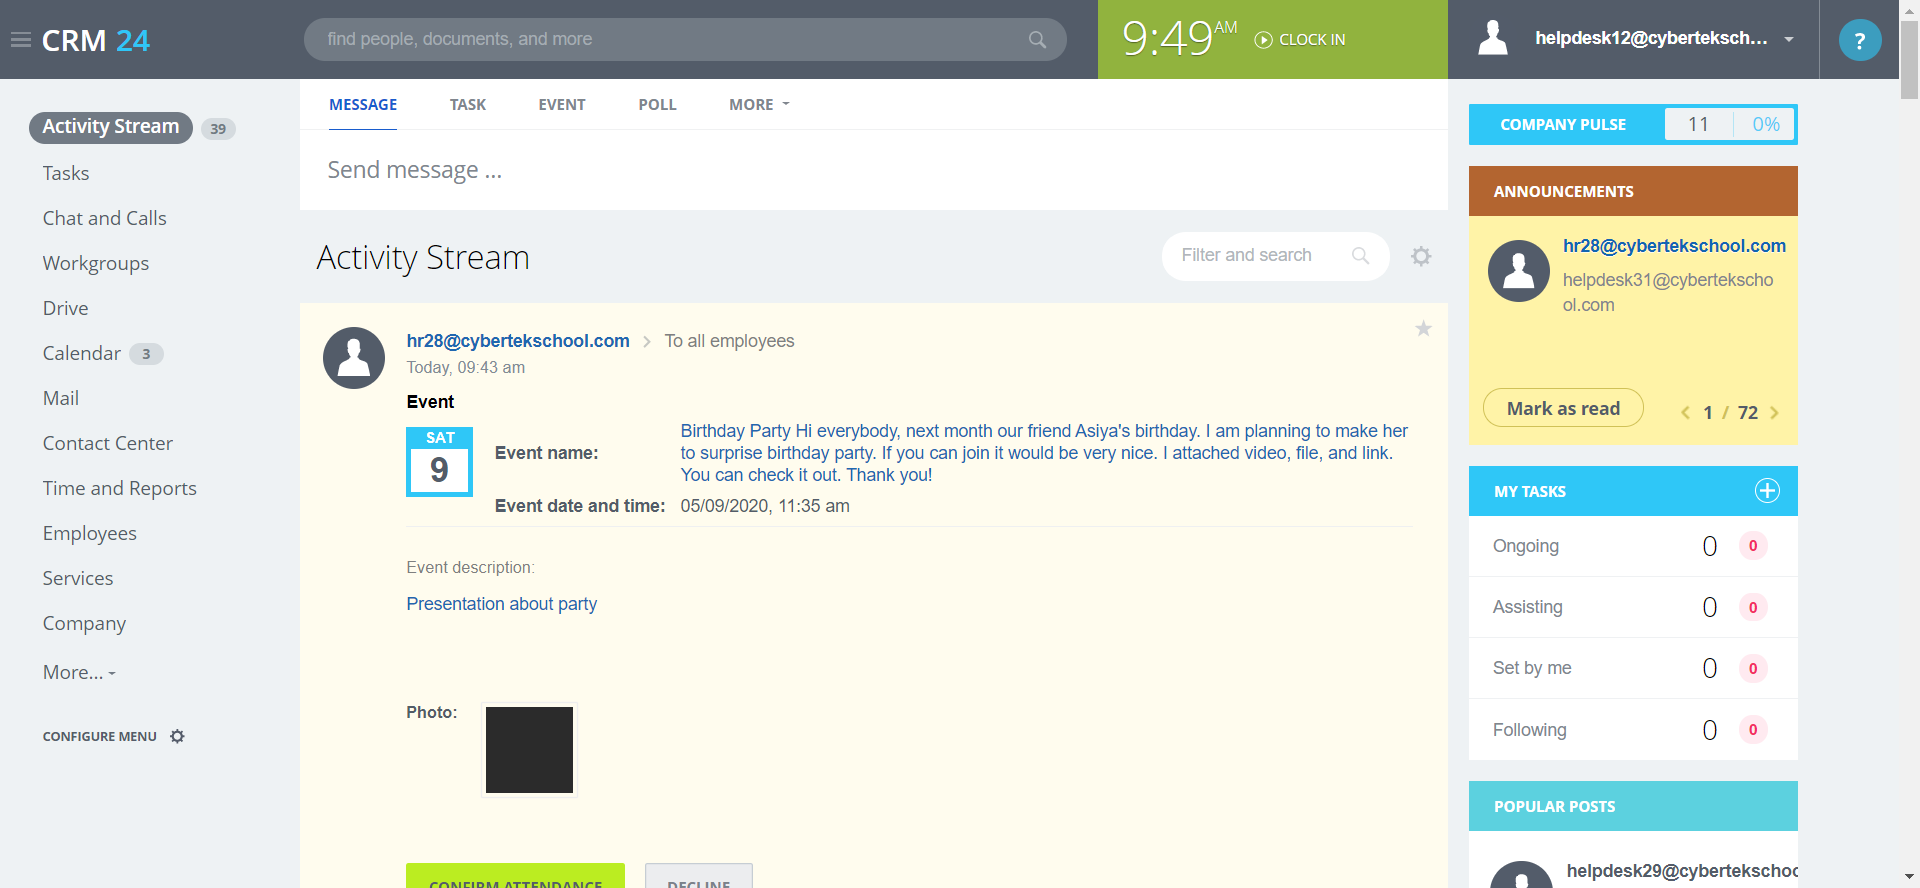 CRM 24
find people, documents, and more
9:49 AM
CLOCK IN
helpdesk12@cyberteksch...
?
Activity Stream 39
Tasks
Chat and Calls
Workgroups
Drive
Calendar 3
Mail
Contact Center
Time and Reports
Employees
Services
Company
More...
CONFIGURE MENU
MESSAGE TASK EVENT POLL MORE
Send message ...
Activity Stream
Filter and search
hr28@cybertekschool.com > To all employees
Today, 09:43 am
Event
SAT
9
Event name:
Birthday Party Hi everybody, next month our friend Asiya's birthday. I am planning to make her
to surprise birthday party. If you can join it would be very nice. I attached video, file, and link.
You can check it out. Thank you!
Event date and time: 05/09/2020, 11:35 am
Event description:
Presentation about party
Photo:
CONFIRM ATTENDANCE DECLINE
COMPANY PULSE 11 0%
ANNOUNCEMENTS
hr28@cybertekschool.com
helpdesk31@cyberteksho
ol.com
Mark as read
1 / 72
MY TASKS
Ongoing 0 0
Assisting 0 0
Set by me 0 0
Following 0 0
POPULAR POSTS
helpdesk29@cybertekschoo